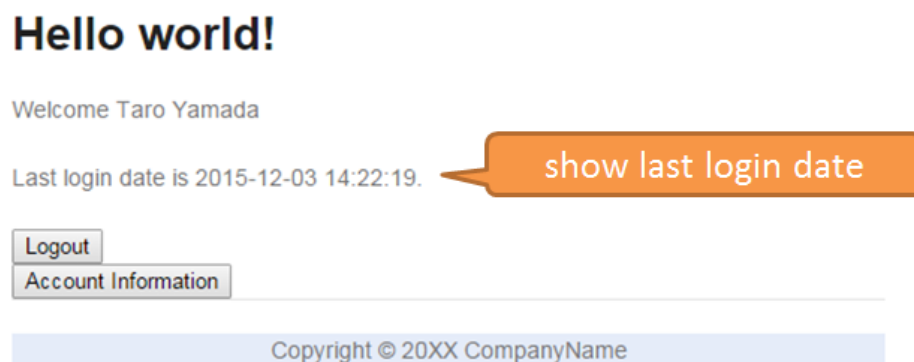 Hello world!
Welcome Taro Yamada
Last login date is 2015-12-03 14:22:19.
show last login date
Logout
Account Information
Copyright © 20XX CompanyName